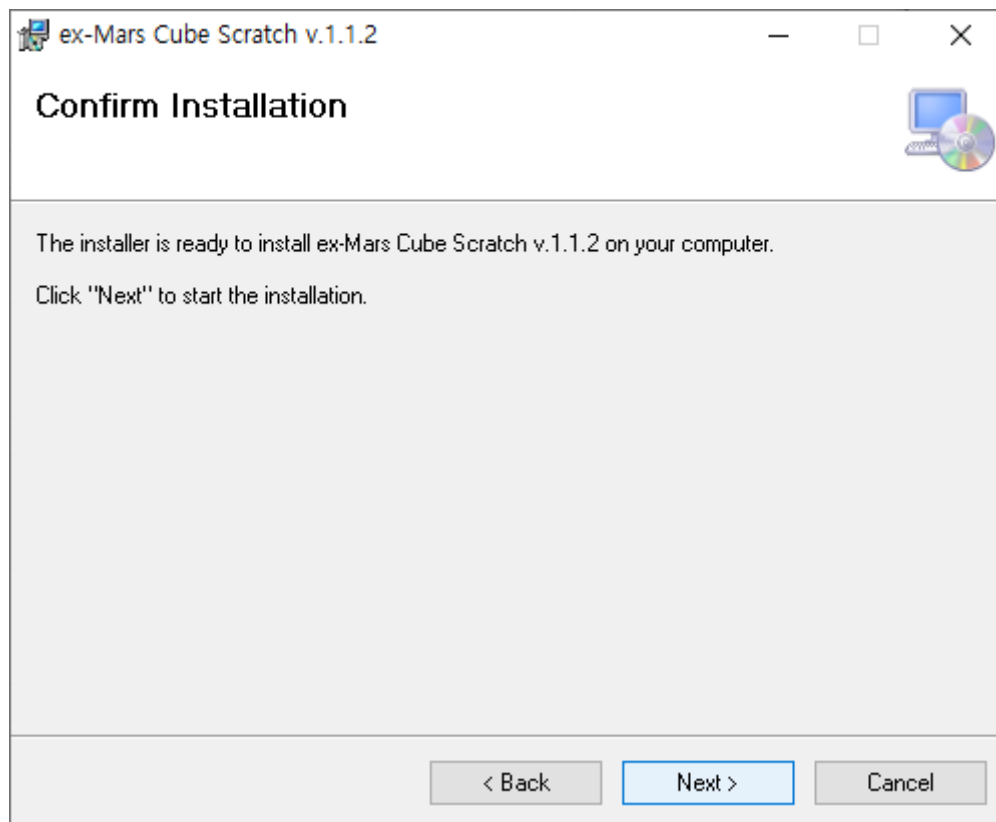 ex-Mars Cube Scratch v.1.1.2
Confirm Installation
The installer is ready to install ex-Mars Cube Scratch v.1.1.2 on your computer.
Click "Next" to start the installation.
< Back
Next >
Cancel